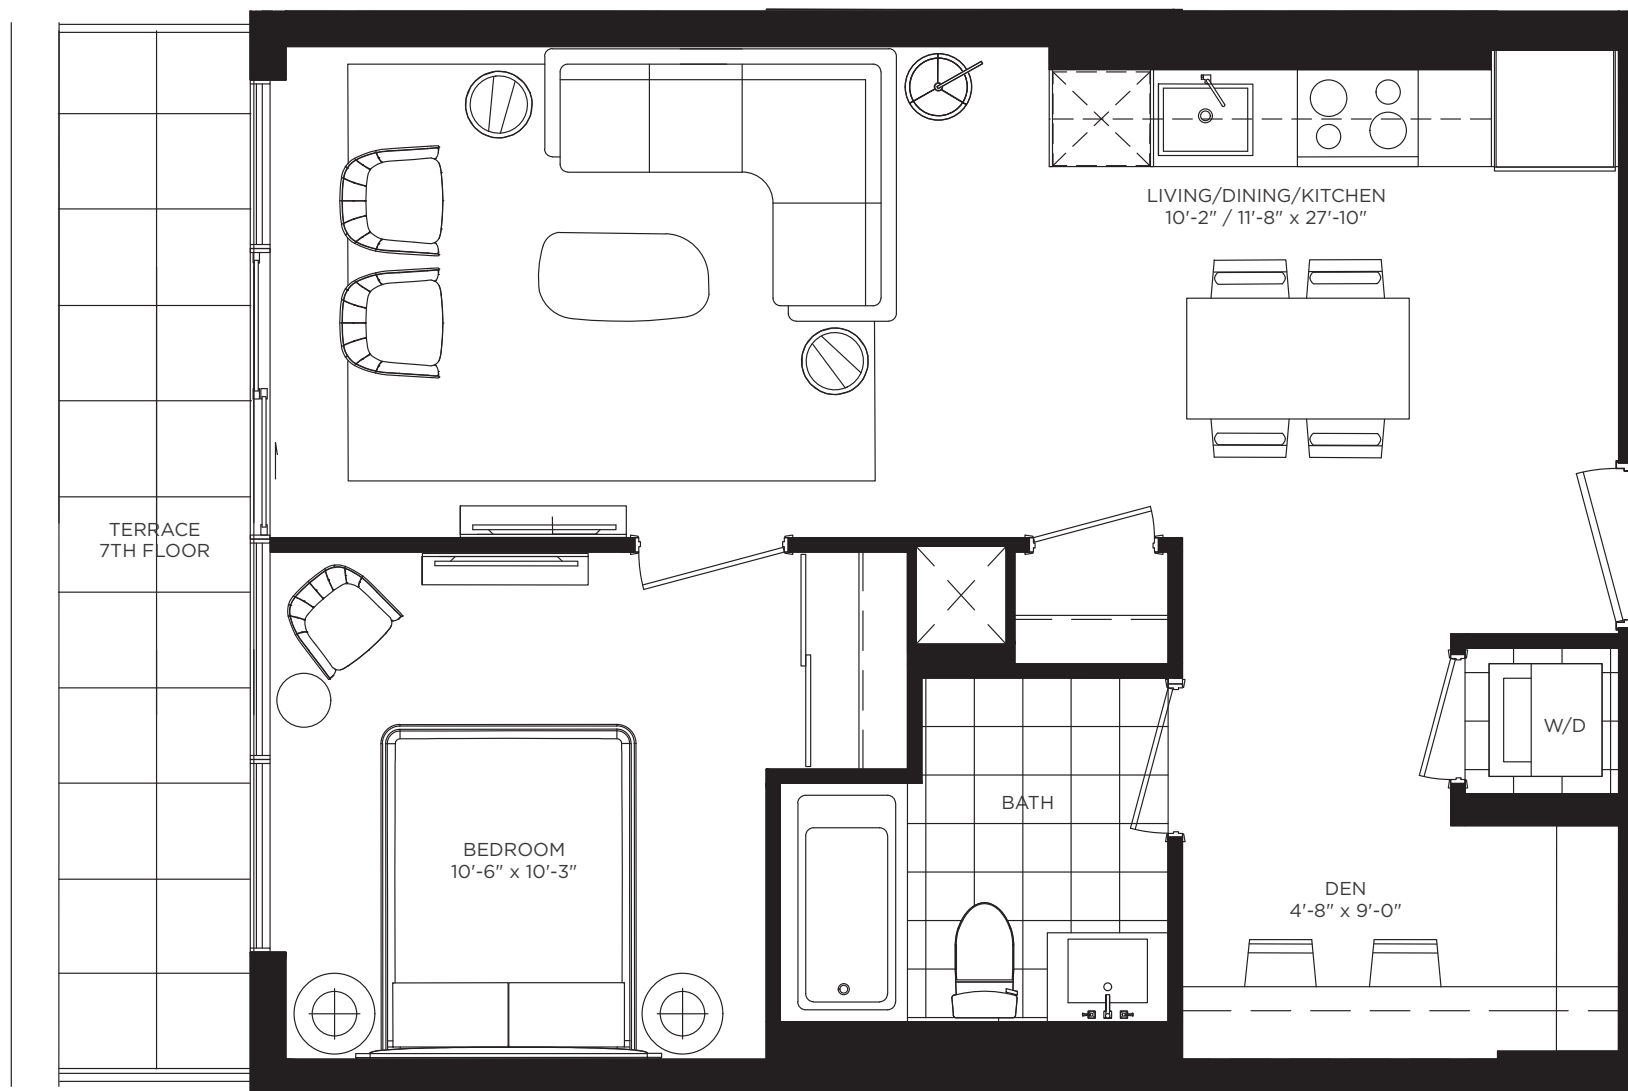 LIVING/DINING/KITCHEN
10'-2" / 11'-8" x 27'-10"
TERRACE
7TH FLOOR
W/D
BATH
BEDROOM
10'-6" x 10'-3"
DEN
4'-8" x 9'-0"